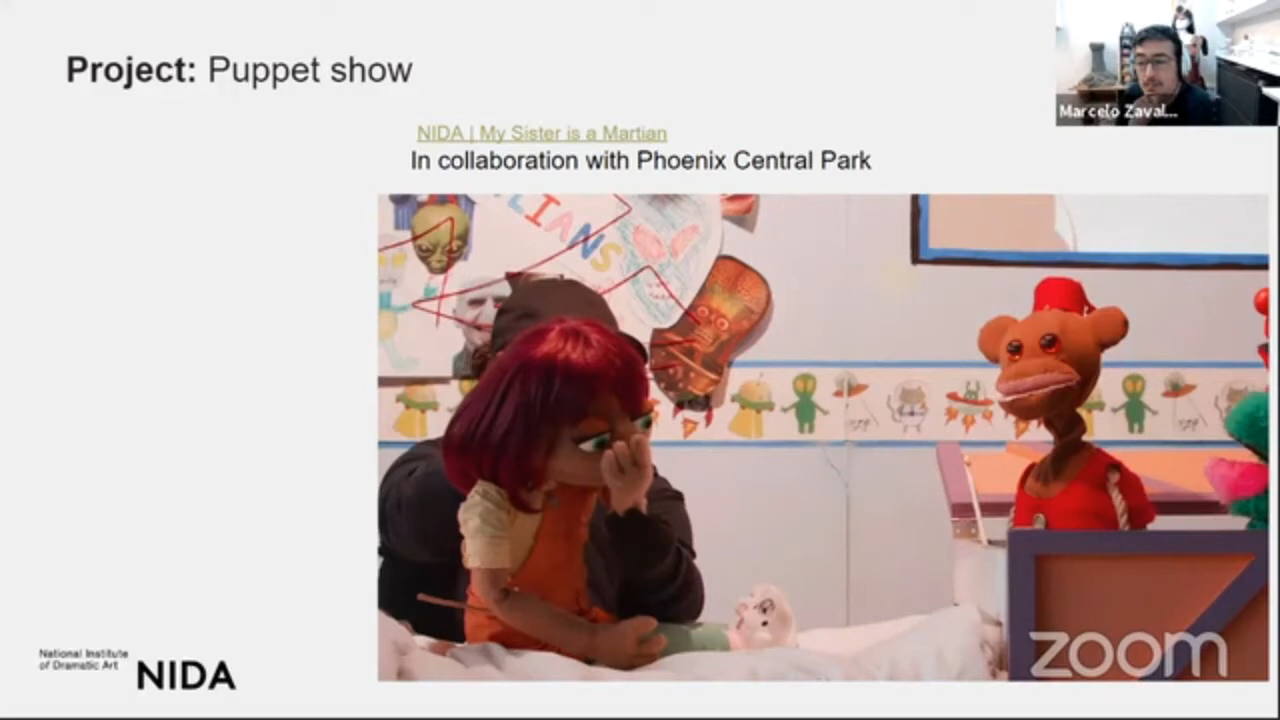 Project: Puppet show
Marcelo Zaval...
NIDA | My Sister is a Martian
In collaboration with Phoenix Central Park
LIANS
National Institute
of Dramatic Art
NIDA
zoom